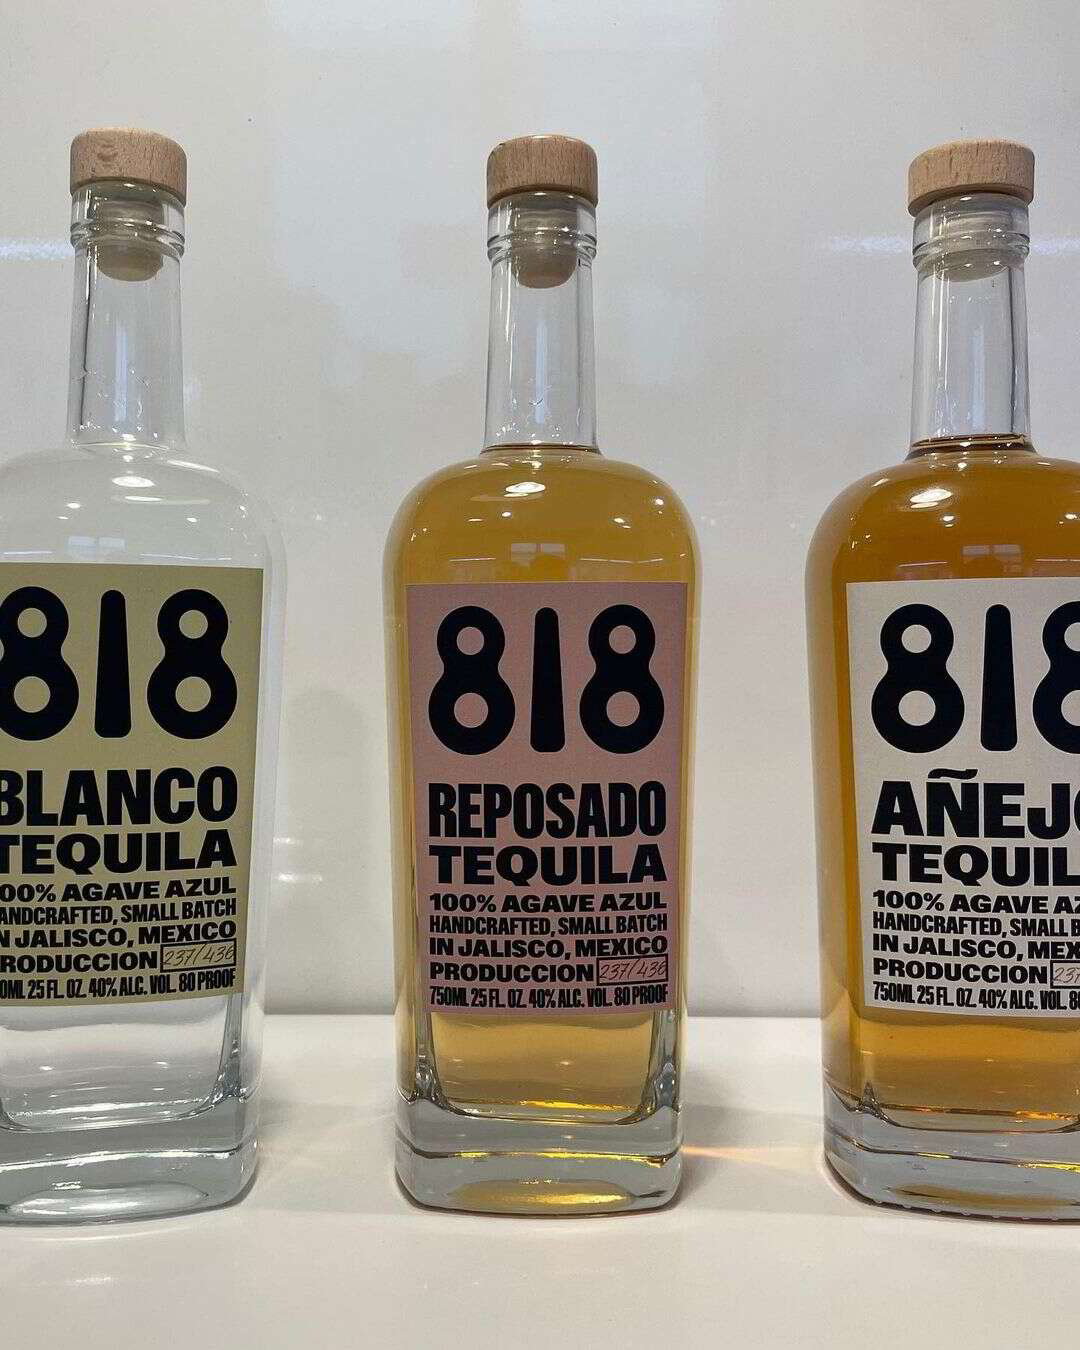 818
BLANCO
TEQUILA
100% AGAVE AZUL
HANDCRAFTED, SMALL BATCH
IN JALISCO, MEXICO
PRODUCCION 237/436
750ML 25 FL. OZ. 40% ALC. VOL. 80 PROOF
818
REPOSADO
TEQUILA
100% AGAVE AZUL
HANDCRAFTED, SMALL BATCH
IN JALISCO, MEXICO
PRODUCCION 237/436
750ML 25 FL. OZ. 40% ALC. VOL. 80 PROOF
818
AÑEJO
TEQUILA
100% AGAVE
HANDCRAFTED, SMALL
IN JALISCO,
PRODUCCION
750ML 25 FL. OZ. 40% ALC. VOL.